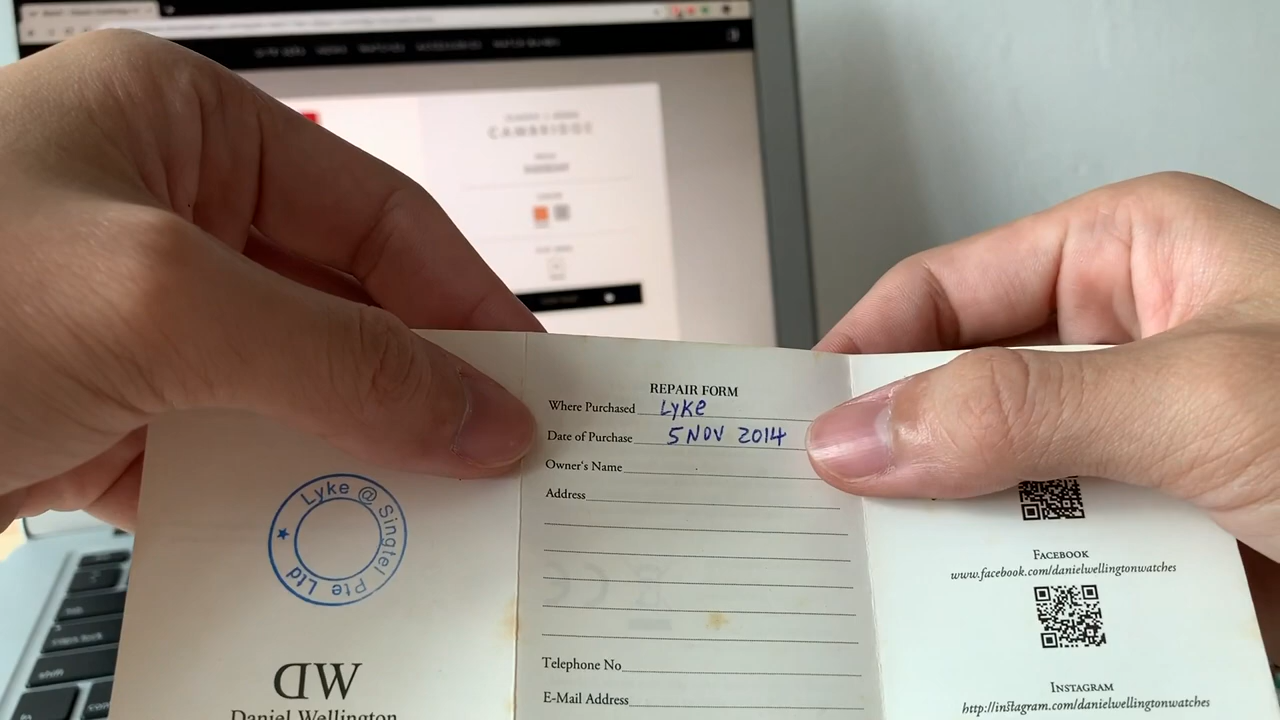 CAMBRIDGE
REPAIR FORM
Where Purchased Lyke
Date of Purchase 5 NOV 2014
Owner's Name
Address
Telephone No
E-Mail Address
Lyke @ Singtel Pte Ltd
DW
Daniel Wellington
FACEBOOK
www.facebook.com/danielwellingtonwatches
INSTAGRAM
http://instagram.com/danielwellingtonwatches